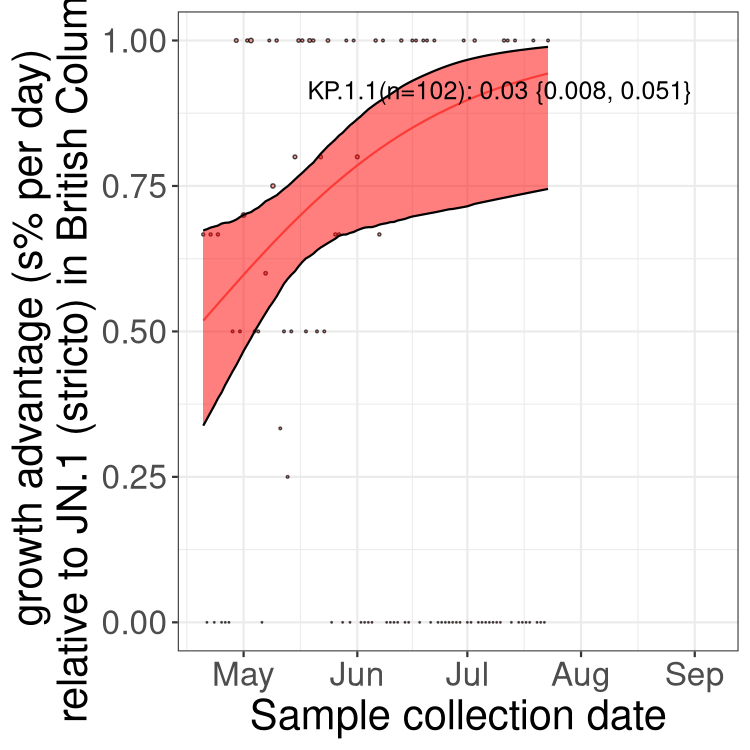 growth advantage (s% per day)
relative to JN.1 (stricto) in British Colum
1.00
0.75
0.50
0.25
0.00
KP.1.1(n=102): 0.03 {0.008, 0.051}
May Jun Jul Aug Sep
Sample collection date